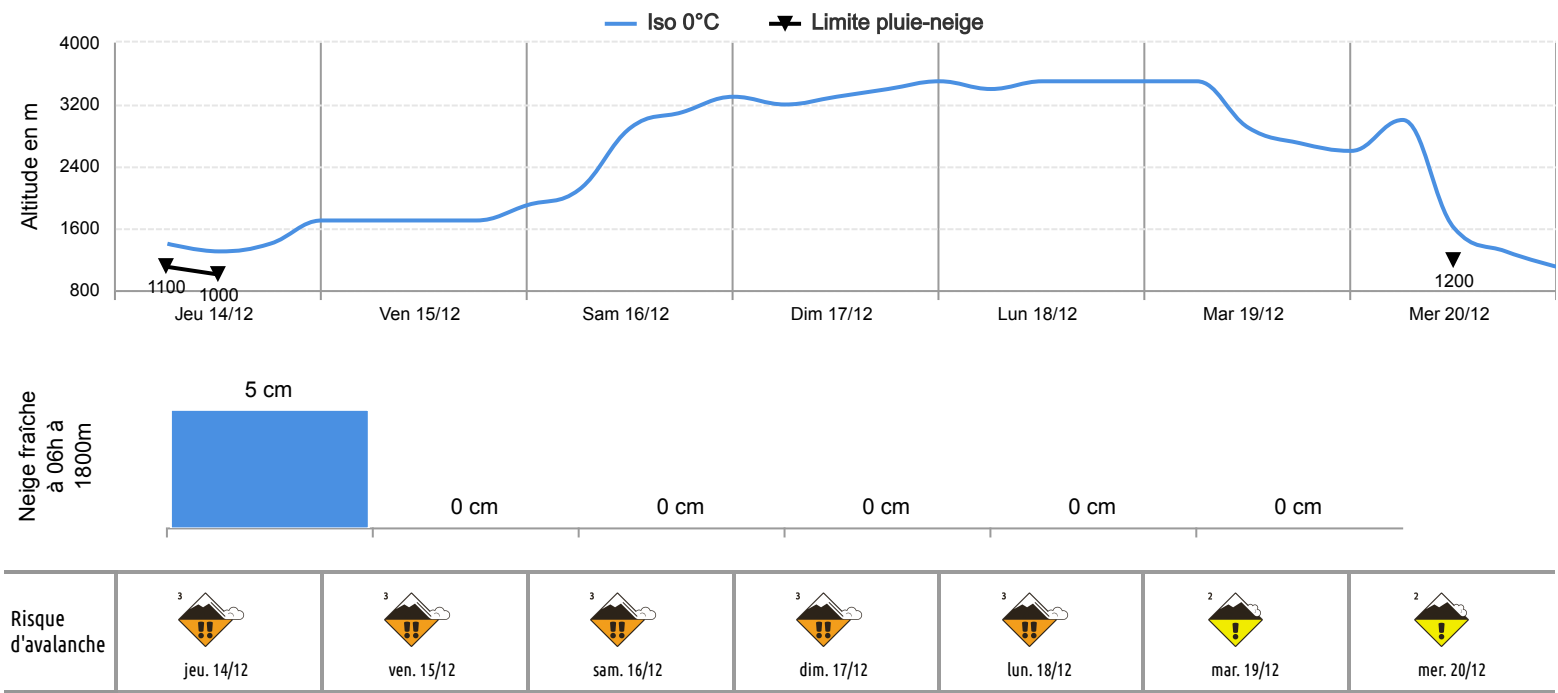 Iso 0°C
Limite pluie-neige
Altitude en m
4000
3200
2400
1600
800
1100
1000
1200
Jeu 14/12
Ven 15/12
Sam 16/12
Dim 17/12
Lun 18/12
Mar 19/12
Mer 20/12
Neige fraîche
à 06h à
1800m
5 cm
0 cm
0 cm
0 cm
0 cm
0 cm
Risque
d'avalanche
3
!!
jeu. 14/12
3
!!
ven. 15/12
3
!!
sam. 16/12
3
!!
dim. 17/12
3
!!
lun. 18/12
2
!
mar. 19/12
2
!
mer. 20/12